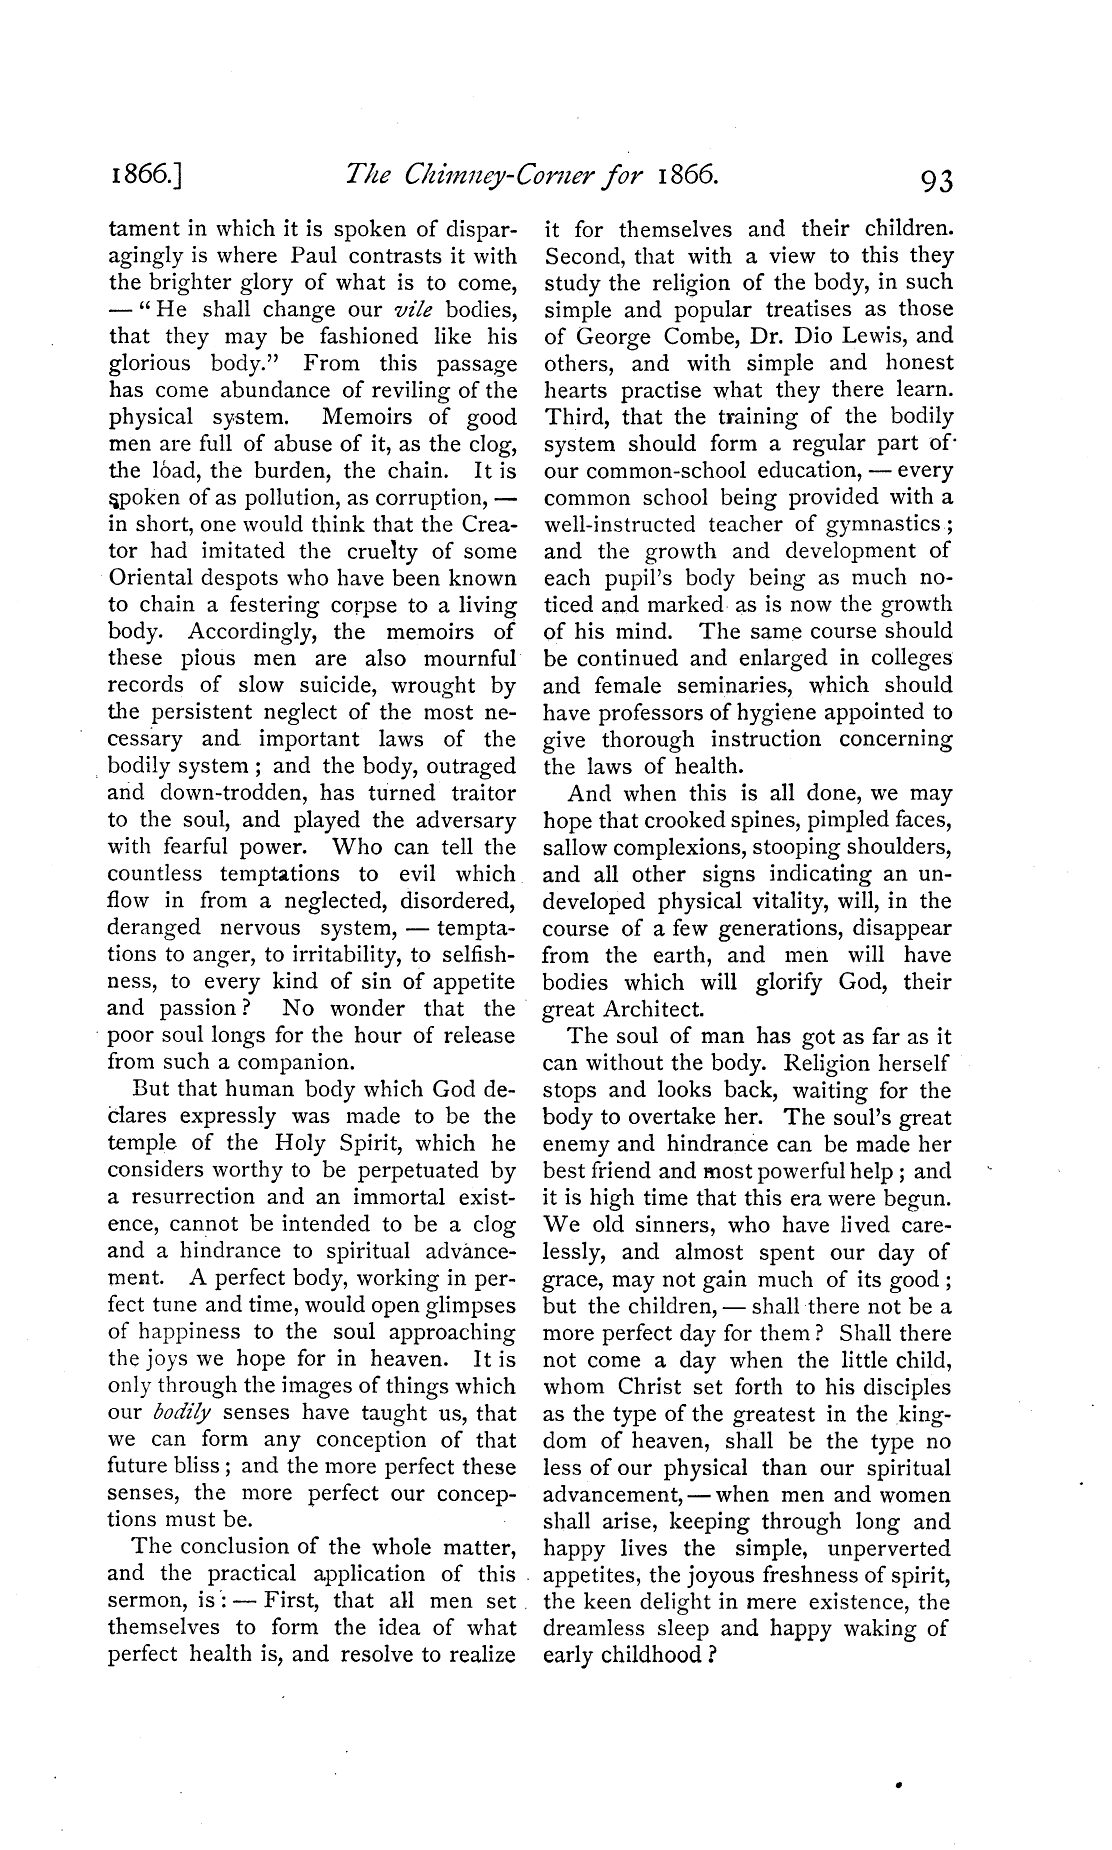 1866.] The Chimney-Corner for 1866. 93
tament in which it is spoken of dispar-
agingly is where Paul contrasts it with
the brighter glory of what is to come,
— " He shall change our vile bodies,
that they may be fashioned like his
glorious body." From this passage
has come abundance of reviling of the
physical system. Memoirs of good
men are full of abuse of it, as the clog,
the load, the burden, the chain. It is
spoken of as pollution, as corruption, —
in short, one would think that the Crea-
tor had imitated the cruelty of some
Oriental despots who have been known
to chain a festering corpse to a living
body. Accordingly, the memoirs of
these pious men are also mournful
records of slow suicide, wrought by
the persistent neglect of the most ne-
cessary and important laws of the
bodily system ; and the body, outraged
and down-trodden, has turned traitor
to the soul, and played the adversary
with fearful power. Who can tell the
countless temptations to evil which
flow in from a neglected, disordered,
deranged nervous system, — tempta-
tions to anger, to irritability, to selfish-
ness, to every kind of sin of appetite
and passion ? No wonder that the
poor soul longs for the hour of release
from such a companion.
But that human body which God de-
clares expressly was made to be the
temple of the Holy Spirit, which he
considers worthy to be perpetuated by
a resurrection and an immortal exist-
ence, cannot be intended to be a clog
and a hindrance to spiritual advance-
ment. A perfect body, working in per-
fect tune and time, would open glimpses
of happiness to the soul approaching
the joys we hope for in heaven. It is
only through the images of things which
our bodily senses have taught us, that
we can form any conception of that
future bliss ; and the more perfect these
senses, the more perfect our concep-
tions must be.
The conclusion of the whole matter,
and the practical application of this
sermon, is : — First, that all men set
themselves to form the idea of what
perfect health is, and resolve to realize
it for themselves and their children.
Second, that with a view to this they
study the religion of the body, in such
simple and popular treatises as those
of George Combe, Dr. Dio Lewis, and
others, and with simple and honest
hearts practise what they there learn.
Third, that the training of the bodily
system should form a regular part of
our common-school education, — every
common school being provided with a
well-instructed teacher of gymnastics ;
and the growth and development of
each pupil's body being as much no-
ticed and marked as is now the growth
of his mind. The same course should
be continued and enlarged in colleges
and female seminaries, which should
have professors of hygiene appointed to
give thorough instruction concerning
the laws of health.
And when this is all done, we may
hope that crooked spines, pimpled faces,
sallow complexions, stooping shoulders,
and all other signs indicating an un-
developed physical vitality, will, in the
course of a few generations, disappear
from the earth, and men will have
bodies which will glorify God, their
great Architect.
The soul of man has got as far as it
can without the body. Religion herself
stops and looks back, waiting for the
body to overtake her. The soul's great
enemy and hindrance can be made her
best friend and most powerful help ; and
it is high time that this era were begun.
We old sinners, who have lived care-
lessly, and almost spent our day of
grace, may not gain much of its good ;
but the children, — shall there not be a
more perfect day for them ? Shall there
not come a day when the little child,
whom Christ set forth to his disciples
as the type of the greatest in the king-
dom of heaven, shall be the type no
less of our physical than our spiritual
advancement, — when men and women
shall arise, keeping through long and
happy lives the simple, unperverted
appetites, the joyous freshness of spirit,
the keen delight in mere existence, the
dreamless sleep and happy waking of
early childhood ?